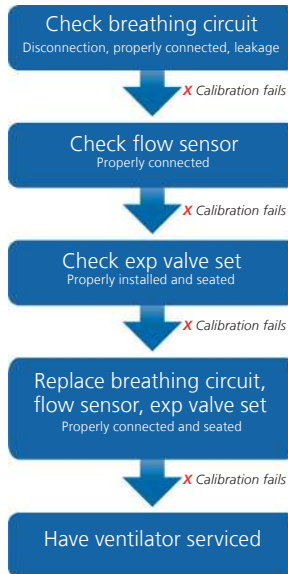 Check breathing circuit
Disconnection, properly connected, leakage
X Calibration fails
Check flow sensor
Properly connected
X Calibration fails
Check exp valve set
Properly installed and seated
X Calibration fails
Replace breathing circuit,
flow sensor, exp valve set
Properly connected and seated
X Calibration fails
Have ventilator serviced